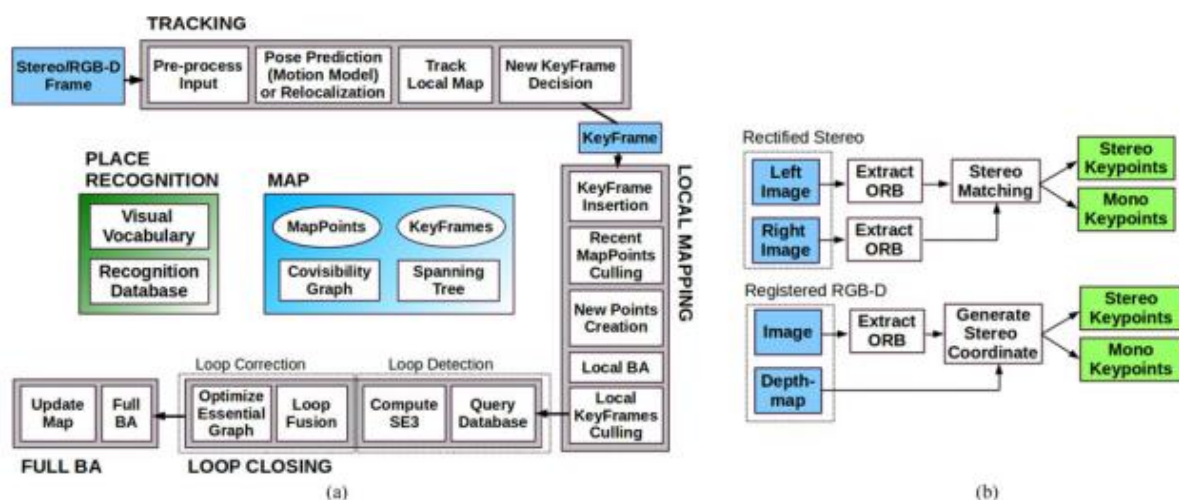 TRACKING
Stereo/RGB-D
Frame
Pre-process
Input
Pose Prediction
(Motion Model)
or Relocalization
Track
Local Map
New KeyFrame
Decision
KeyFrame
PLACE
RECOGNITION
Visual
Vocabulary
Recognition
Database
MAP
MapPoints
KeyFrames
Covisibility
Graph
Spanning
Tree
LOCAL MAPPING
KeyFrame
Insertion
Recent
MapPoints
Culling
New Points
Creation
Local BA
Local
KeyFrames
Culling
Loop Correction
Loop Detection
Update
Map
Full
BA
Optimize
Essential
Graph
Loop
Fusion
Compute
SE3
Query
Database
FULL BA
LOOP CLOSING
(a)
Rectified Stereo
Left
Image
Extract
ORB
Stereo
Matching
Stereo
Keypoints
Mono
Keypoints
Right
Image
Extract
ORB
Registered RGB-D
Image
Extract
ORB
Generate
Stereo
Coordinate
Stereo
Keypoints
Mono
Keypoints
Depth-
map
(b)